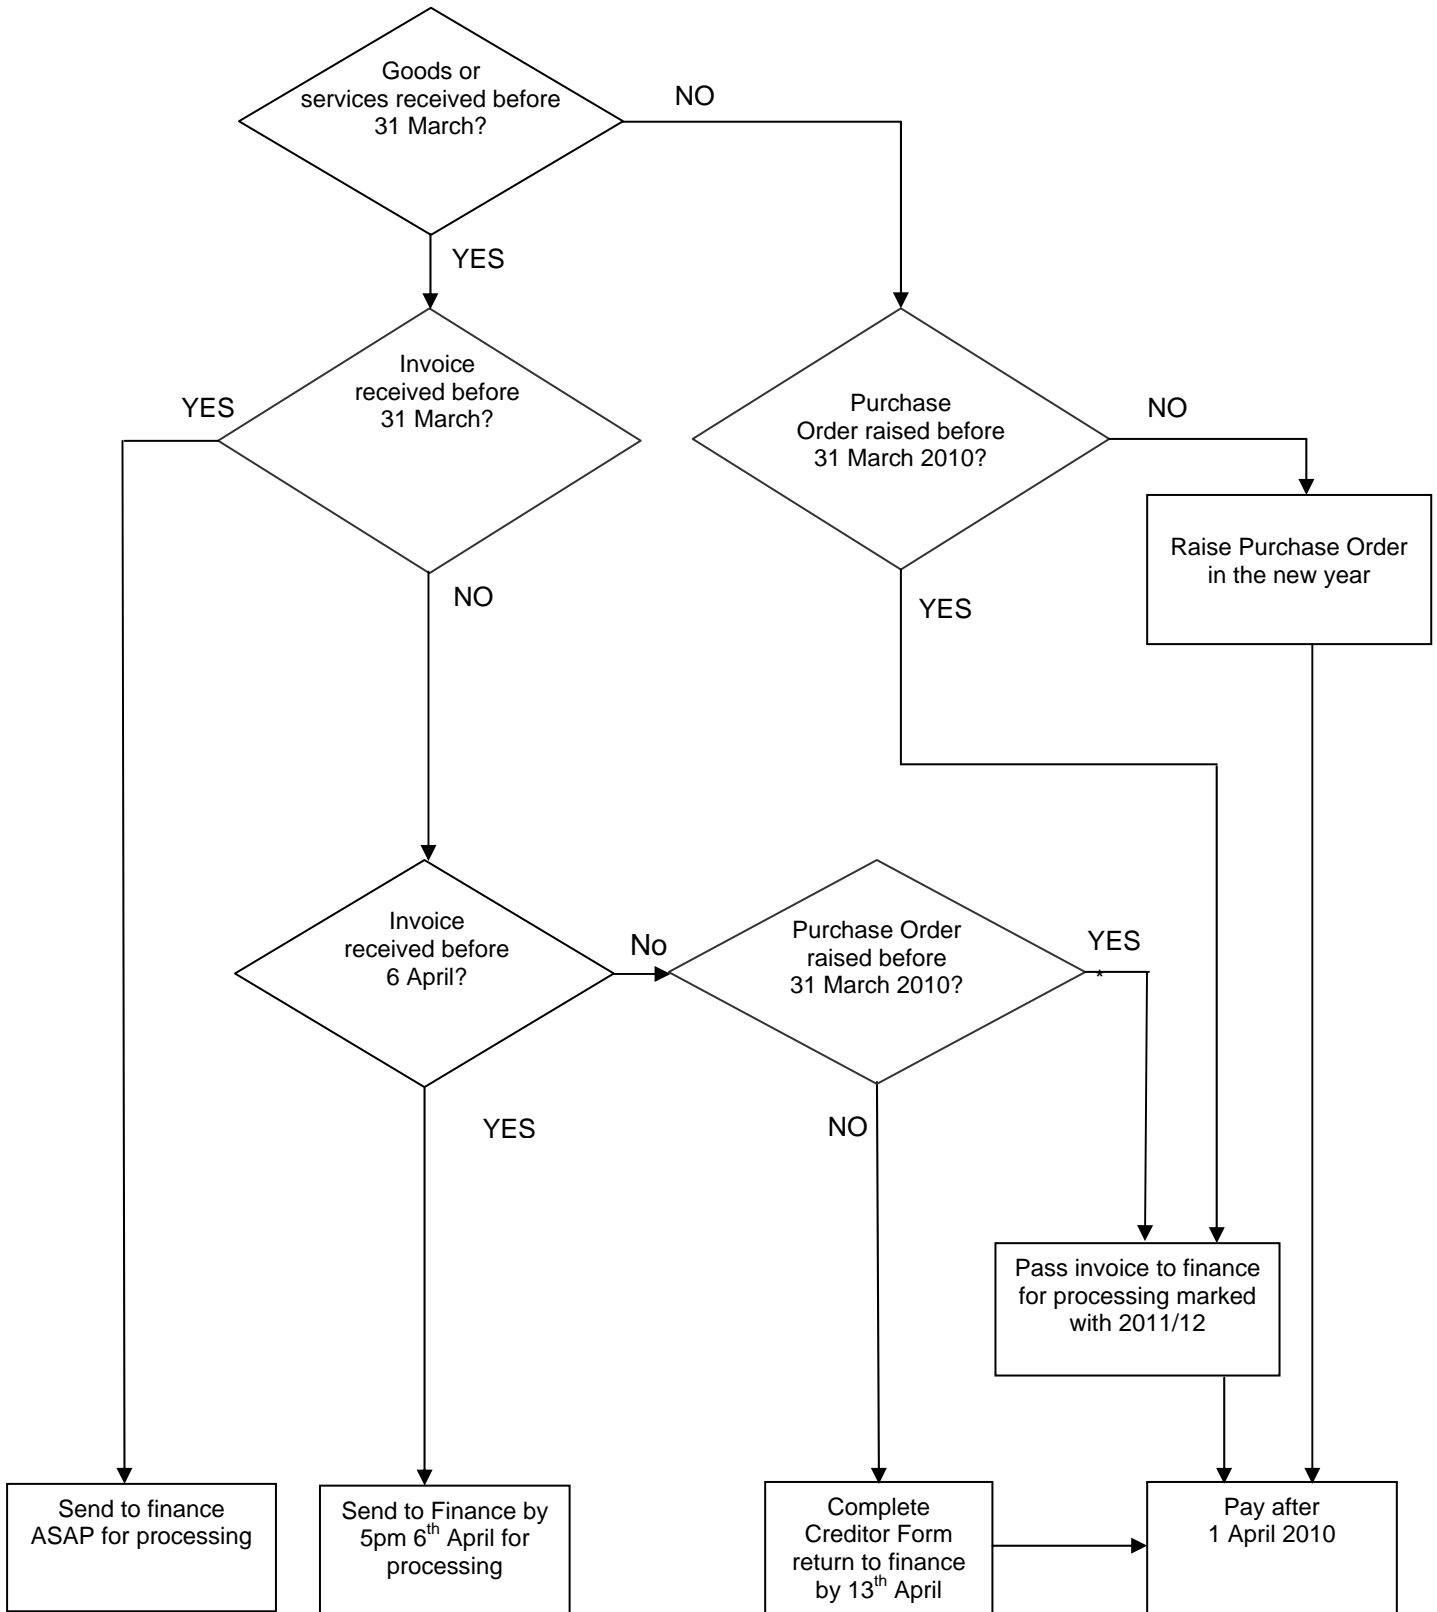 Goods or
services received before
31 March?
NO
YES
Invoice
received before
31 March?
YES
Purchase
Order raised before
31 March 2010?
NO
Raise Purchase Order
in the new year
NO
YES
Invoice
received before
6 April?
No
Purchase Order
raised before
31 March 2010?
YES
*
YES
NO
Pass invoice to finance
for processing marked
with 2011/12
Send to finance
ASAP for processing
Send to Finance by
5pm 6th April for
processing
Complete
Creditor Form
return to finance
by 13th April
Pay after
1 April 2010